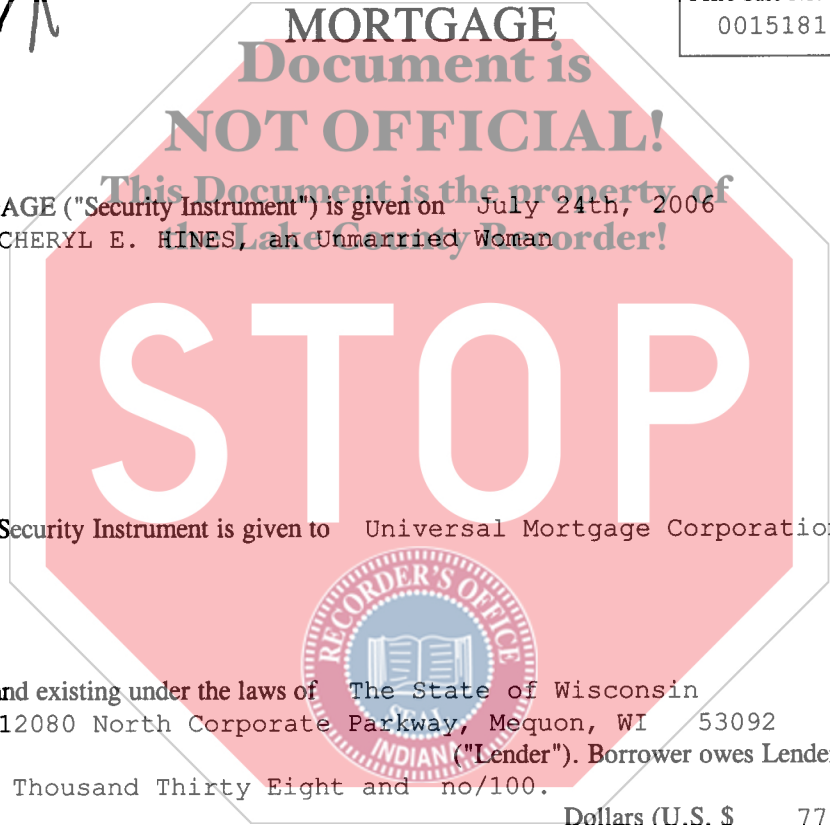 MORTGAGE
0015181
Document is
NOT OFFICIAL!
This Document is the property of
the Lake County Recorder!
AGE ("Security Instrument") is given on July 24th, 2006
CHERYL E. HINES, an Unmarried Woman
STOP
Security Instrument is given to Universal Mortgage Corporation
RECORDER'S OFFICE
SEAL
INDIANA
nd existing under the laws of The State of Wisconsin
12080 North Corporate Parkway, Mequon, WI 53092
("Lender"). Borrower owes Lender
Thousand Thirty Eight and no/100.
Dollars (U.S. $ 77